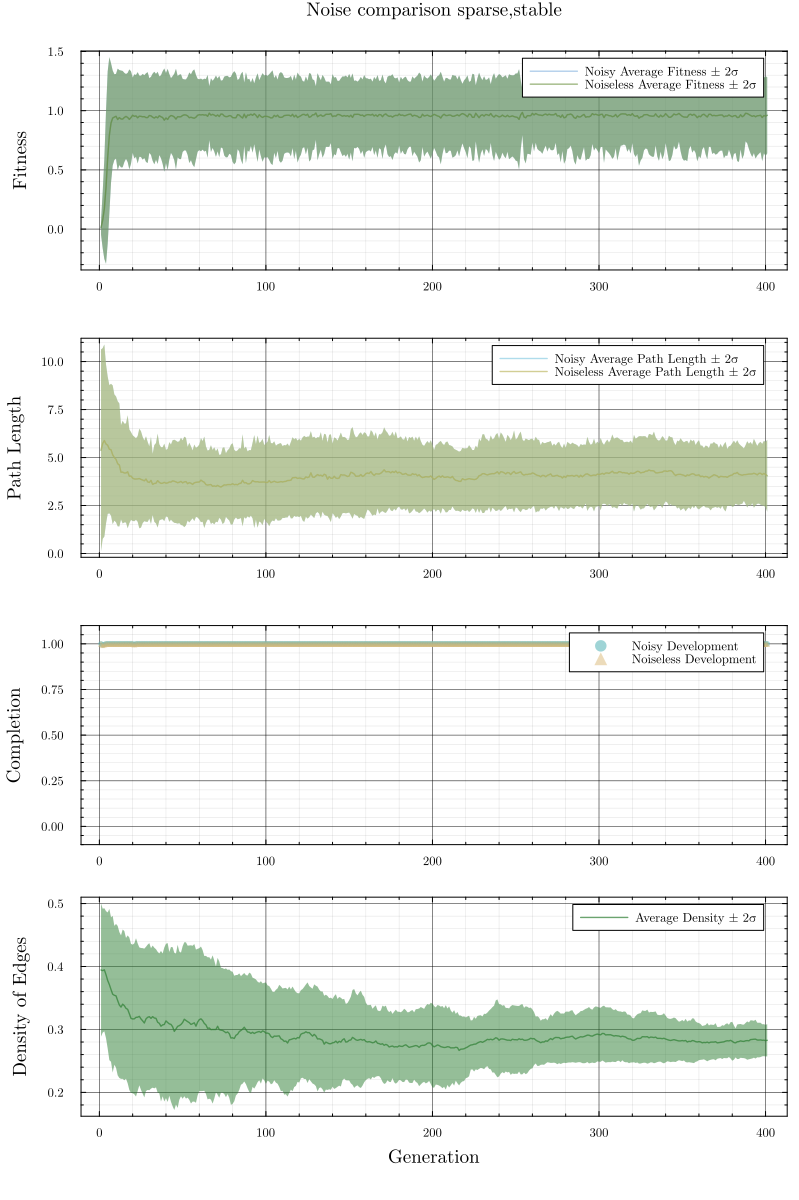 Noise comparison sparse,stable
1.5
1.0
0.5
0.0
Fitness
Noisy Average Fitness ± 2σ
Noiseless Average Fitness ± 2σ
0 100 200 300 400
10.0
7.5
5.0
2.5
0.0
Path Length
Noisy Average Path Length ± 2σ
Noiseless Average Path Length ± 2σ
0 100 200 300 400
1.00
0.75
0.50
0.25
0.00
Completion
Noisy Development
Noiseless Development
0 100 200 300 400
0.5
0.4
0.3
0.2
Density of Edges
Average Density ± 2σ
0 100 200 300 400
Generation